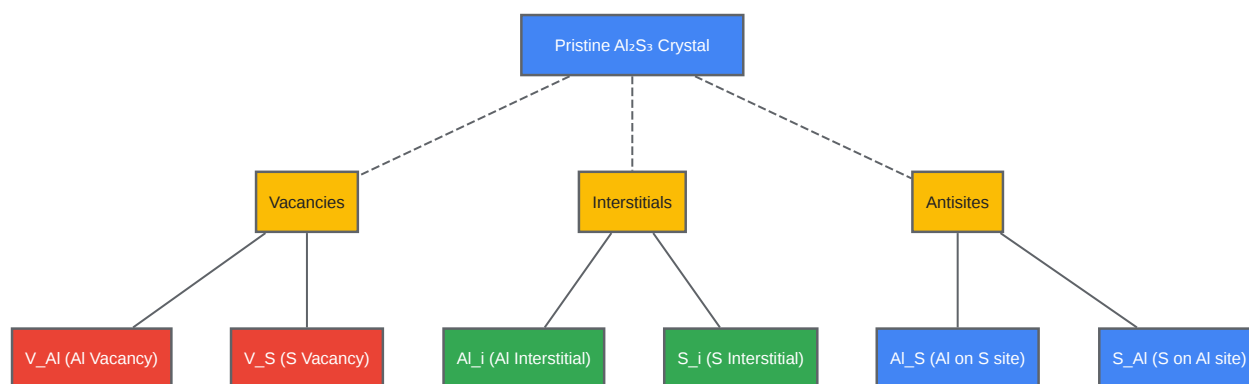 Pristine Al₂S₃ Crystal
Vacancies
Interstitials
Antisites
V_Al (Al Vacancy)
V_S (S Vacancy)
Al_i (Al Interstitial)
S_i (S Interstitial)
Al_S (Al on S site)
S_Al (S on Al site)